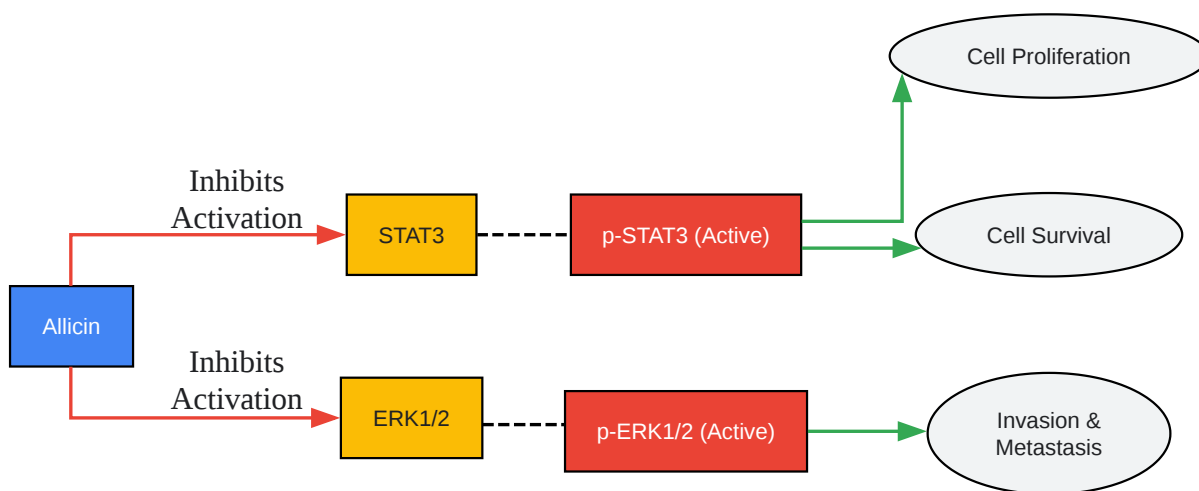 Cell Proliferation
Inhibits
Activation
STAT3
p-STAT3 (Active)
Cell Survival
Allicin
Inhibits
Activation
ERK1/2
p-ERK1/2 (Active)
Invasion &
Metastasis